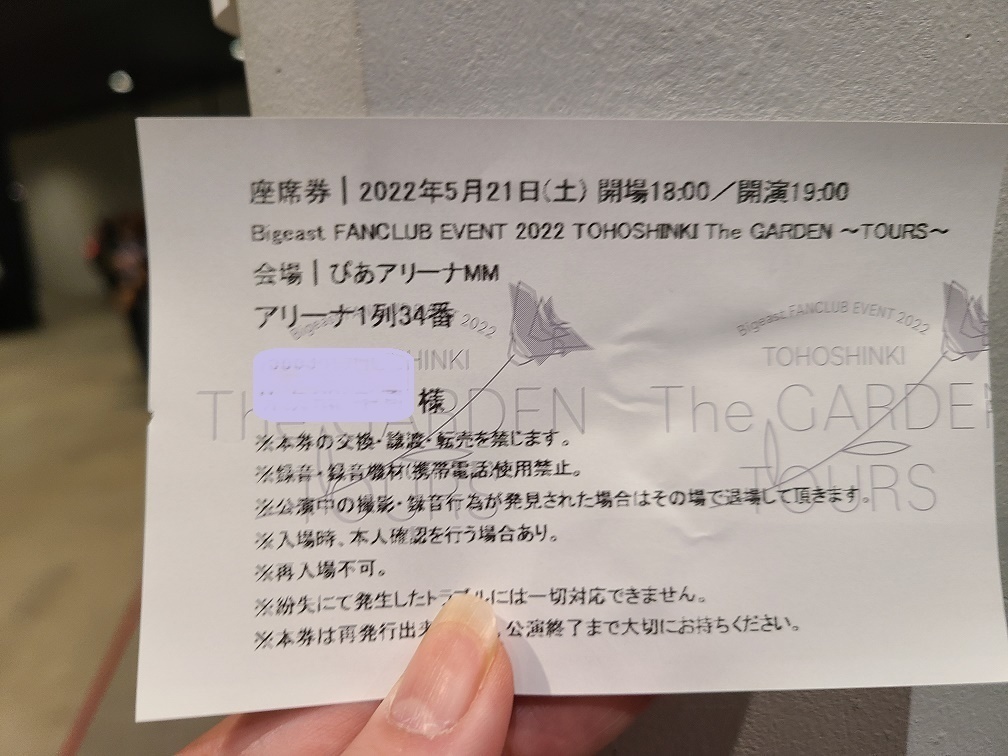 座席券｜2022年5月21日(土) 開場18:00／開演19:00
Bigeast FANCLUB EVENT 2022 TOHOSHINKI The GARDEN ～TOURS～
会場｜ぴあアリーナMM
アリーナ1列34番
様
※本券の交換・譲渡・転売を禁じます。
※録音・録音機材(携帯電話)使用禁止。
※公演中の撮影・録音行為が発見された場合はその場で退場して頂きます。
※入場時、本人確認を行う場合あり。
※再入場不可。
※紛失にて発生したトラブルには一切対応できません。
※本券は再発行出来 公演終了まで大切にお持ちください。
Bigeast FANCLUB EVENT 2022
TOHOSHINKI
The GARDEN
TOURS
Bigeast FANCLUB EVENT 2022
TOHOSHINKI
The GARDEN
TOURS